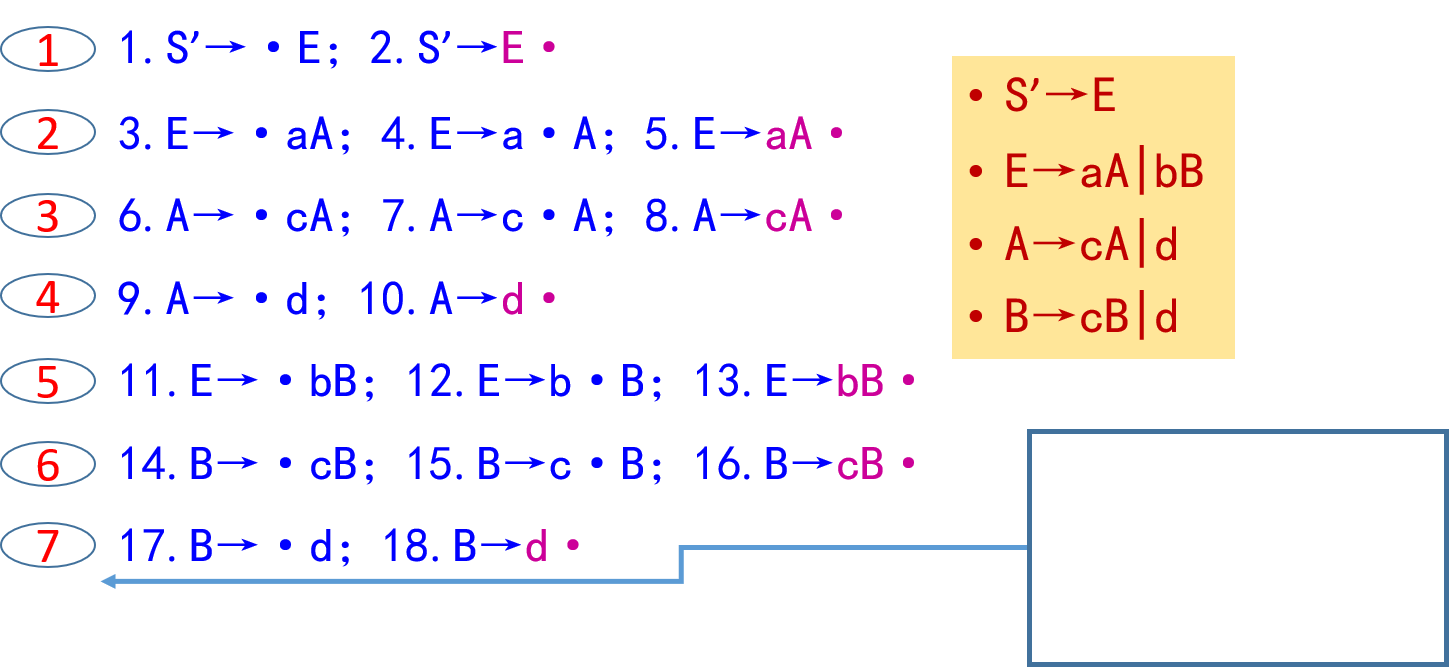 1 1. S′→·E; 2. S′→E·
2 3. E→·aA; 4. E→a·A; 5. E→aA·
3 6. A→·cA; 7. A→c·A; 8. A→cA·
4 9. A→·d; 10. A→d·
5 11. E→·bB; 12. E→b·B; 13. E→bB·
6 14. B→·cB; 15. B→c·B; 16. B→cB·
7 17. B→·d; 18. B→d·
• S′→E
• E→aA|bB
• A→cA|d
• B→cB|d